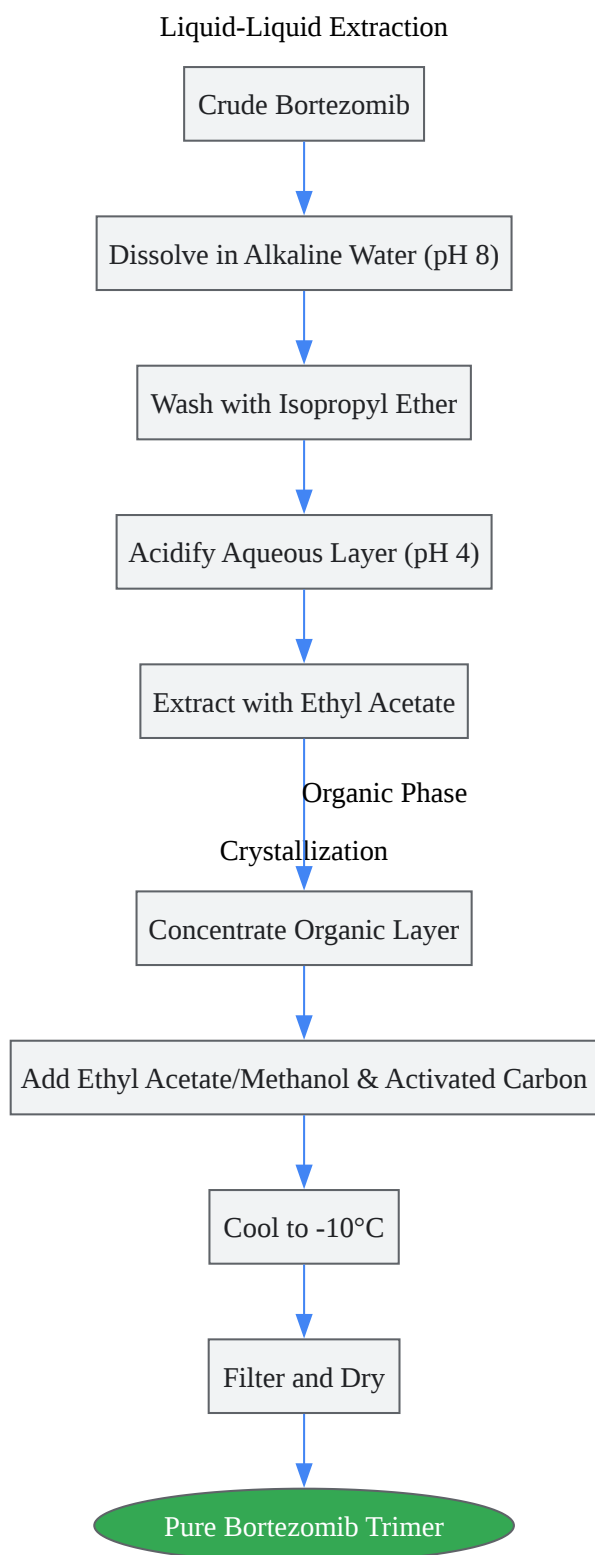 Liquid-Liquid Extraction
Crude Bortezomib
Dissolve in Alkaline Water (pH 8)
Wash with Isopropyl Ether
Acidify Aqueous Layer (pH 4)
Extract with Ethyl Acetate
Organic Phase
Crystallization
Concentrate Organic Layer
Add Ethyl Acetate/Methanol & Activated Carbon
Cool to -10°C
Filter and Dry
Pure Bortezomib Trimer